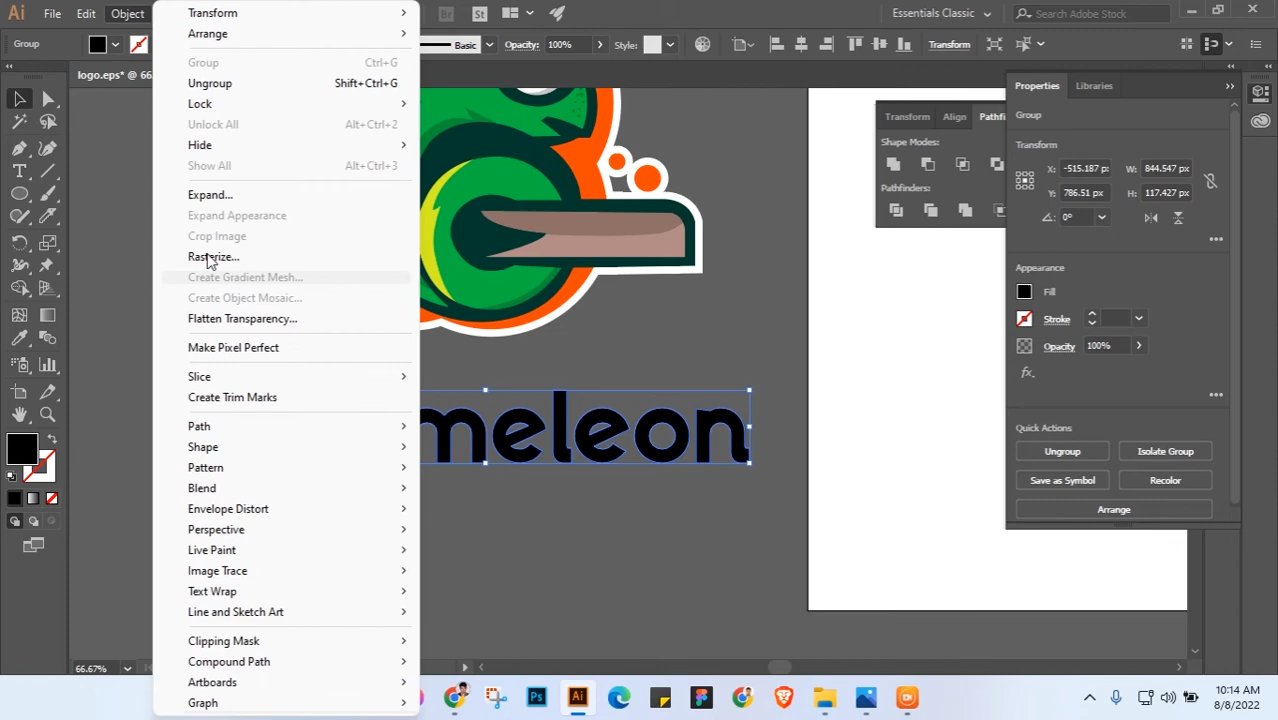 Ai File Edit Object Br St Essentials Classic Search Adobe Stock
Group Basic Opacity: 100% Style: Transform
logo.eps* @ 66.
Transform
Arrange
Group Ctrl+G
Ungroup Shift+Ctrl+G
Lock
Unlock All Alt+Ctrl+2
Hide
Show All Alt+Ctrl+3
Expand...
Expand Appearance
Crop Image
Rasterize...
Create Gradient Mesh...
Create Object Mosaic...
Flatten Transparency...
Make Pixel Perfect
Slice
Create Trim Marks
Path
Shape
Pattern
Blend
Envelope Distort
Perspective
Live Paint
Image Trace
Text Wrap
Line and Sketch Art
Clipping Mask
Compound Path
Artboards
Graph
meleon
Transform Align Pathfi
Shape Modes:
Pathfinders:
Properties Libraries
Group
Transform
X: -515.187 p W: 844.547 px
Y: 786.51 px H: 117.427 px
0°
Appearance
Fill
Stroke
Opacity 100%
fx.
Quick Actions
Ungroup Isolate Group
Save as Symbol Recolor
Arrange
66.67%
Ps Ai
10:14 AM
8/8/2022